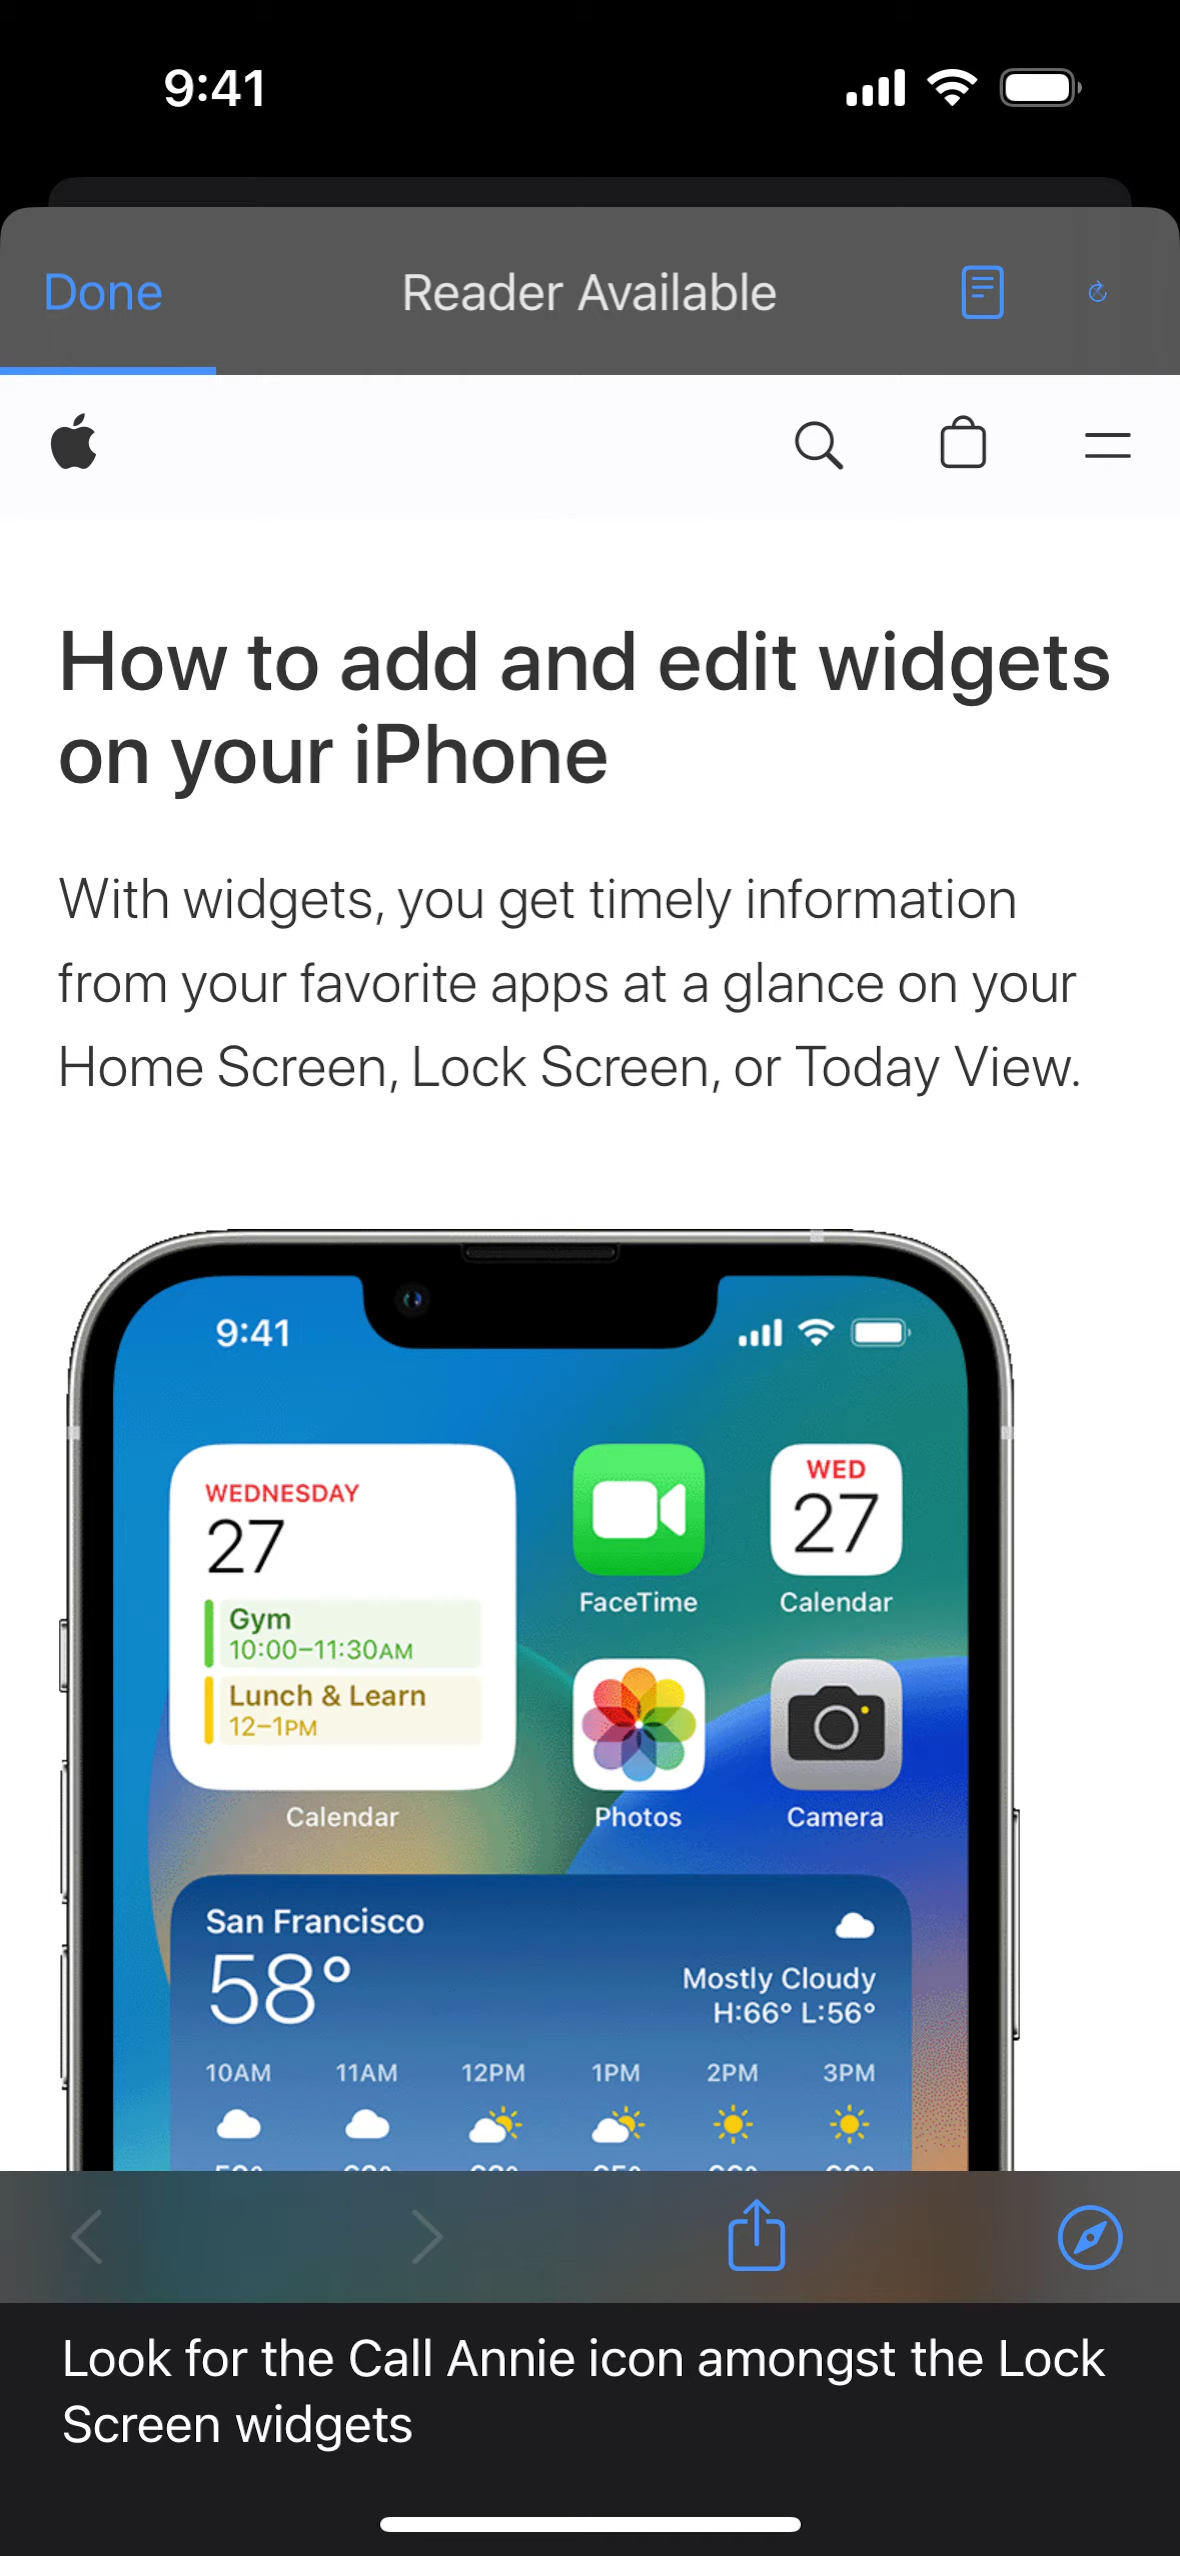 9:41
Done
Reader Available
How to add and edit widgets
on your iPhone
With widgets, you get timely information
from your favorite apps at a glance on your
Home Screen, Lock Screen, or Today View.
9:41
WEDNESDAY
27
Gym
10:00–11:30AM
Lunch & Learn
12–1PM
Calendar
FaceTime
WED
27
Calendar
Photos
Camera
San Francisco
58°
Mostly Cloudy
H:66° L:56°
10AM 11AM 12PM 1PM 2PM 3PM
Look for the Call Annie icon amongst the Lock
Screen widgets